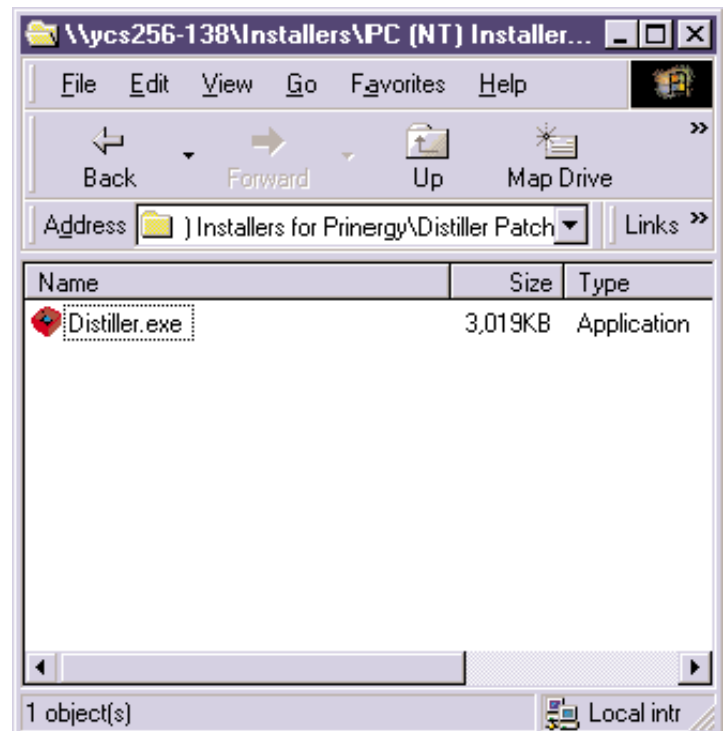 \\ycs256-138\Installers\PC (NT) Installer...
File Edit View Go Favorites Help
»
Back Forward Up Map Drive
Address ) Installers for Prinergy\Distiller Patch Links »
Name Size Type
Distiller.exe 3,019KB Application
1 object(s) Local intr